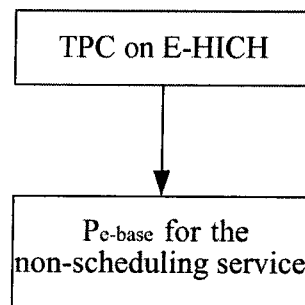 TPC on E-HICH
Pe-base for the
non-scheduling service